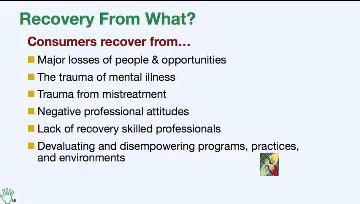 Recovery From What?
Consumers recover from…
Major losses of people & opportunities
The trauma of mental illness
Trauma from mistreatment
Negative professional attitudes
Lack of recovery skilled professionals
Devaluing and disempowering programs, practices,
and environments